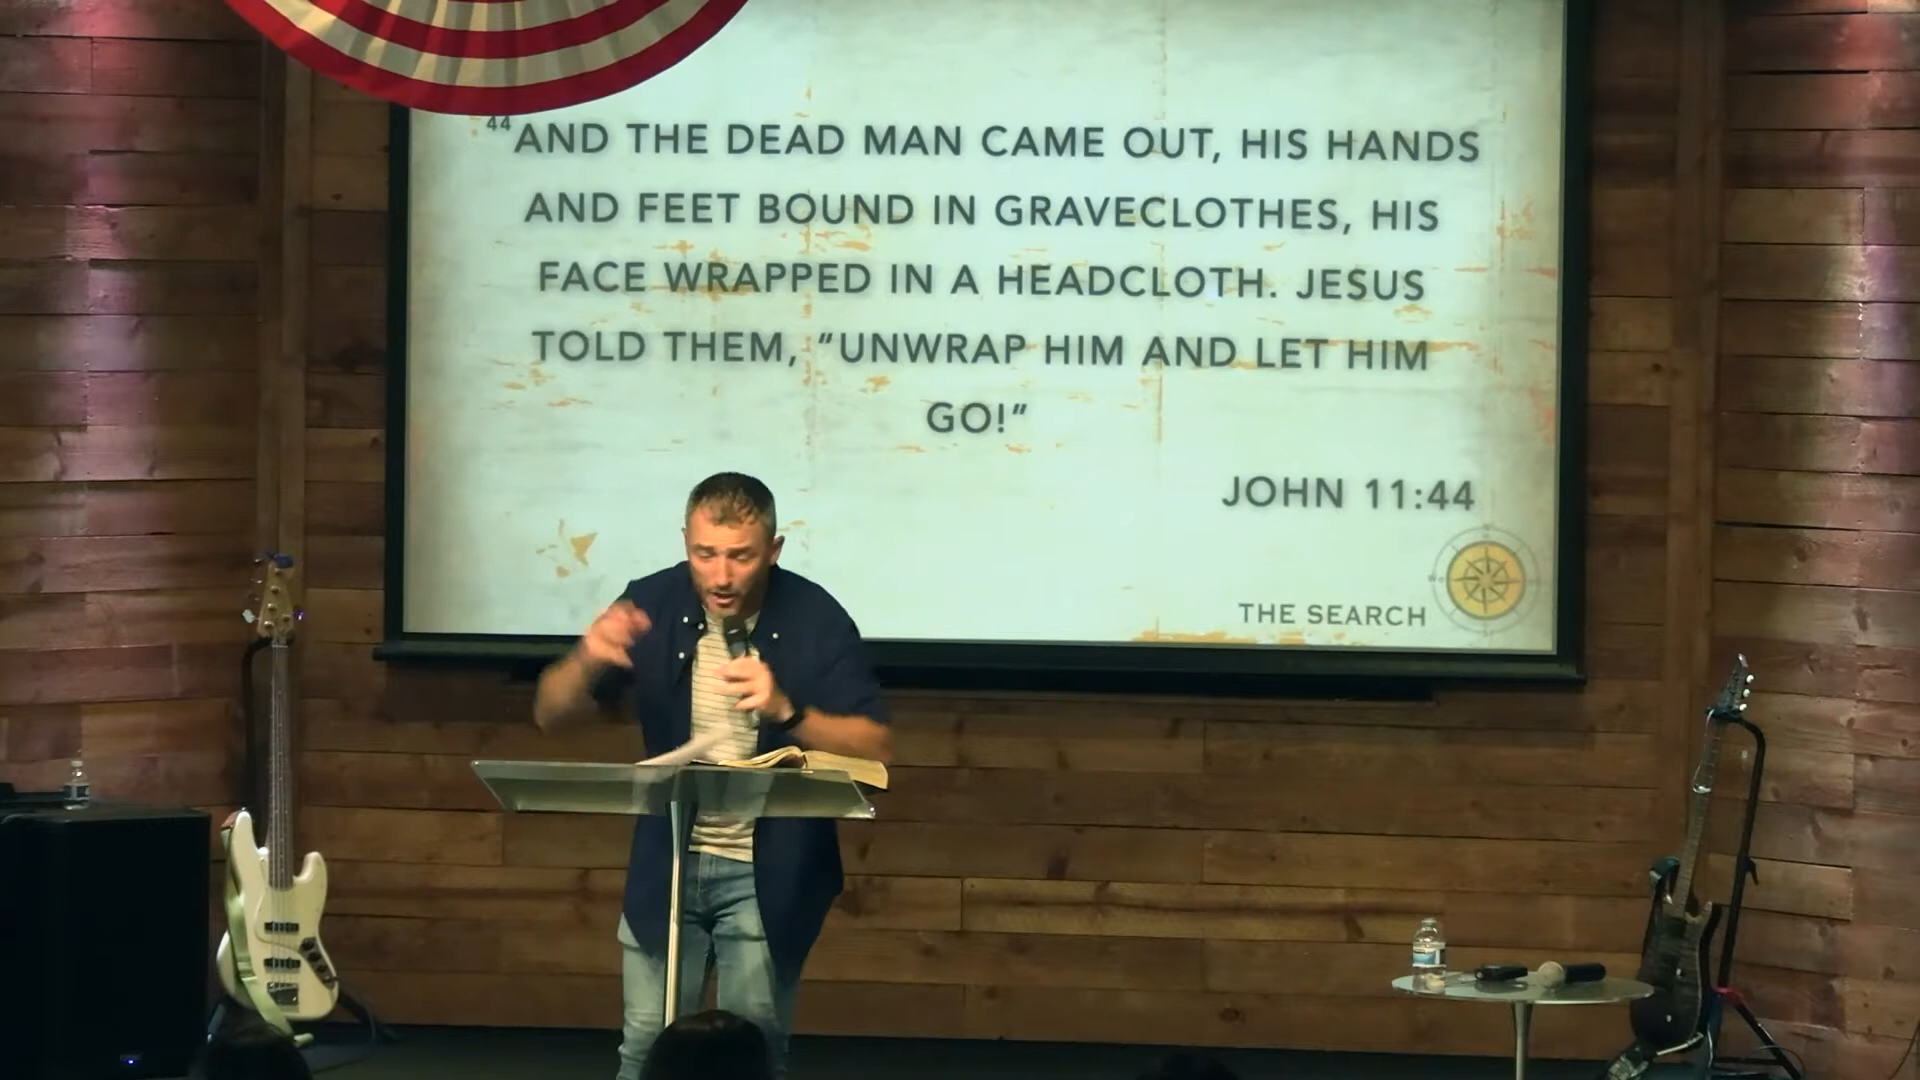 44 AND THE DEAD MAN CAME OUT, HIS HANDS
AND FEET BOUND IN GRAVECLOTHES, HIS
FACE WRAPPED IN A HEADCLOTH. JESUS
TOLD THEM, “UNWRAP HIM AND LET HIM
GO!”
JOHN 11:44
THE SEARCH